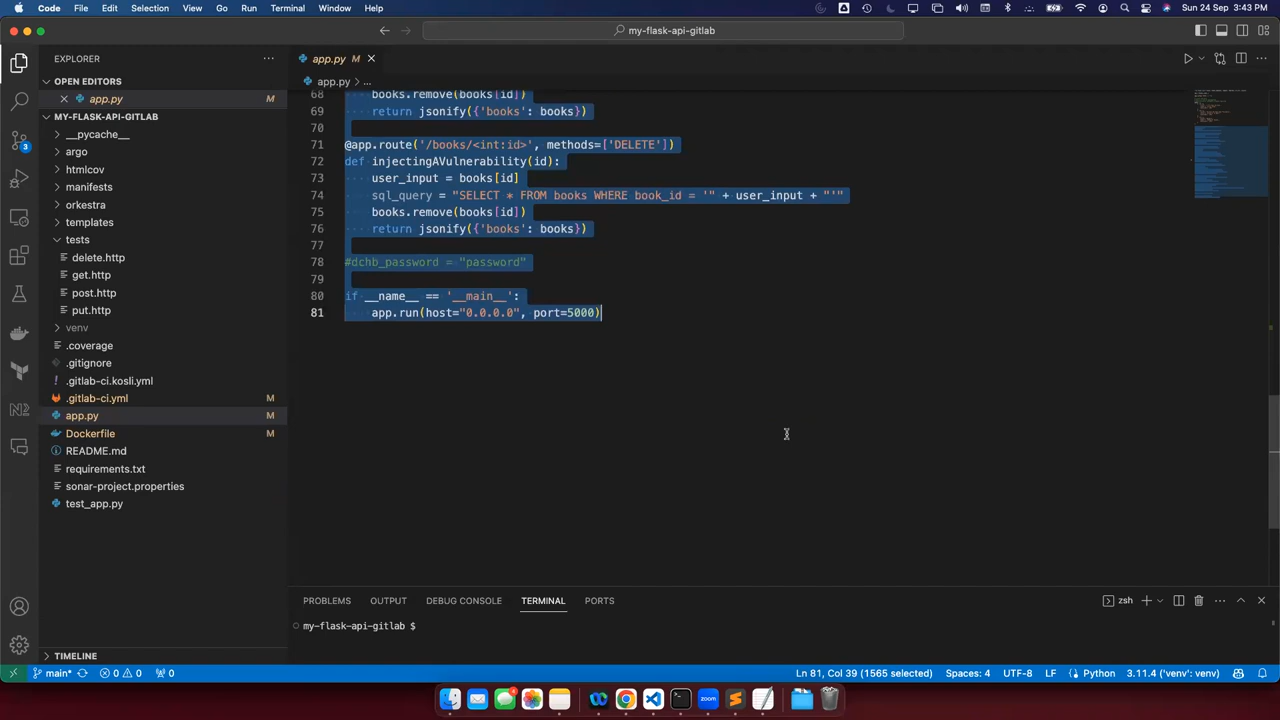 Code File Edit Selection View Go Run Terminal Window Help
Sun 24 Sep 3:43 PM
my-flask-api-gitlab
EXPLORER
OPEN EDITORS
app.py M
MY-FLASK-API-GITLAB
__pycache__
argo
htmlcov
manifests
orkestra
templates
tests
delete.http
get.http
post.http
put.http
venv
.coverage
.gitignore
.gitlab-ci.kosli.yml
.gitlab-ci.yml M
app.py M
Dockerfile M
README.md
requirements.txt
sonar-project.properties
test_app.py
TIMELINE
3
app.py M
app.py > ...
68 books.remove(books[id])
69 return jsonify({'books': books})
70
71 @app.route('/books/<int:id>', methods=['DELETE'])
72 def injectingAVulnerability(id):
73 user_input = books[id]
74 sql_query = "SELECT * FROM books WHERE book_id = '" + user_input + "'"
75 books.remove(books[id])
76 return jsonify({'books': books})
77
78 #dchb_password = "password"
79
80 if __name__ == '__main__':
81 app.run(host="0.0.0.0", port=5000)
PROBLEMS OUTPUT DEBUG CONSOLE TERMINAL PORTS
zsh
my-flask-api-gitlab $
main* 0 0 0
Ln 81, Col 39 (1565 selected) Spaces: 4 UTF-8 LF Python 3.11.4 ('venv': venv)